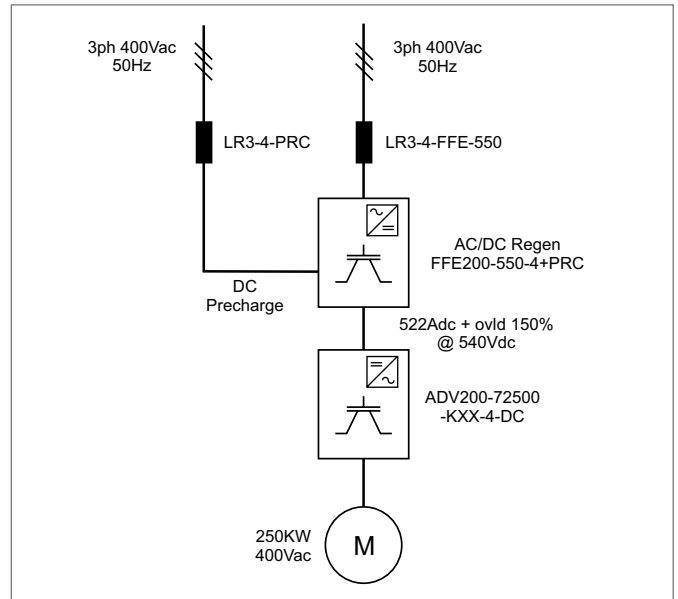 3ph 400Vac
50Hz
3ph 400Vac
50Hz
LR3-4-PRC
LR3-4-FFE-550
AC/DC Regen
FFE200-550-4+PRC
DC
Precharge
522Adc + ovld 150%
@ 540Vdc
ADV200-72500
-KXX-4-DC
250KW
400Vac
M